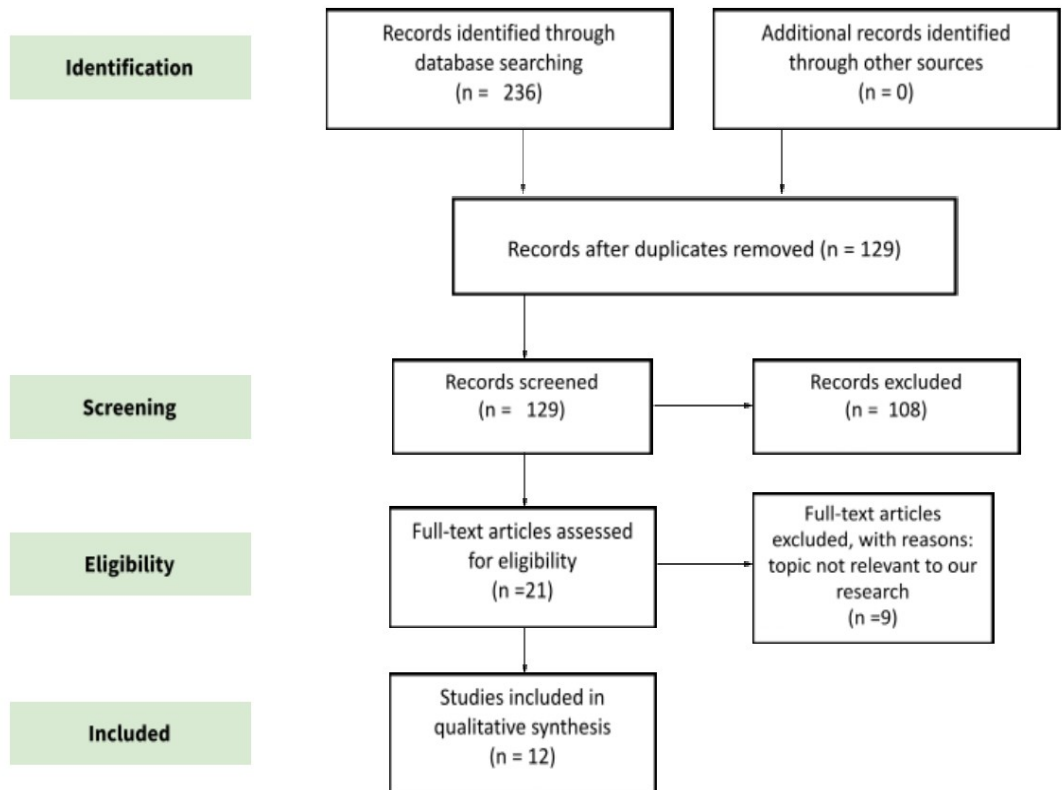 Identification
Records identified through
database searching
(n = 236)
Additional records identified
through other sources
(n = 0)
Records after duplicates removed (n = 129)
Screening
Records screened
(n = 129)
Records excluded
(n = 108)
Eligibility
Full-text articles assessed
for eligibility
(n =21)
Full-text articles
excluded, with reasons:
topic not relevant to our
research
(n =9)
Included
Studies included in
qualitative synthesis
(n = 12)